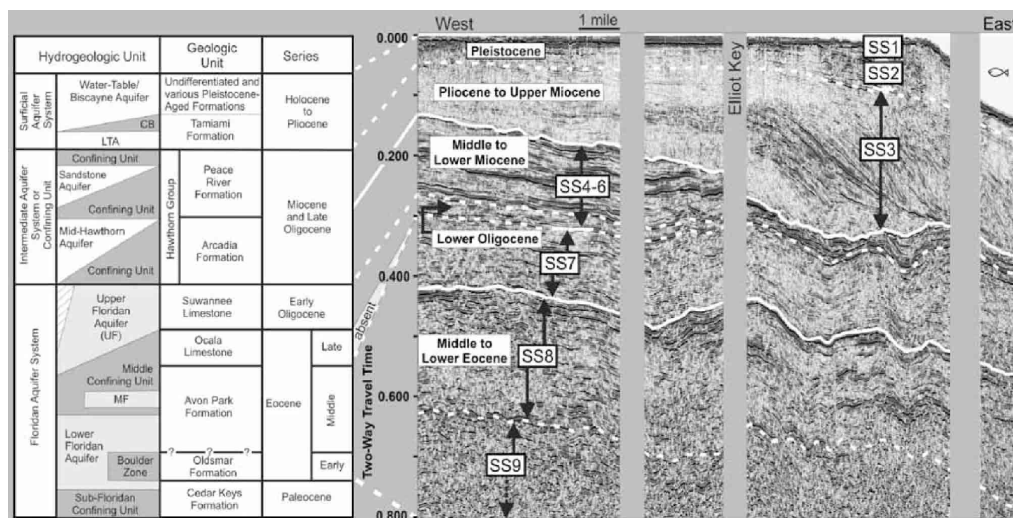 Hydrogeologic Unit
Geologic
Unit
Series
Surficial
Aquifer
System
Water-Table/
Biscayne Aquifer
CB
LTA
Undifferentiated and
various Pleistocene-
Aged Formations
Tamiami
Formation
Holocene
to
Pliocene
Intermediate Aquifer
System or
Confining Unit
Confining Unit
Sandstone
Aquifer
Confining Unit
Mid-Hawthorn
Aquifer
Confining Unit
Hawthorn Group
Peace
River
Formation
Arcadia
Formation
Miocene
and Late
Oligocene
Floridan Aquifer System
Upper
Floridan
Aquifer
(UF)
Middle
Confining Unit
MF
Lower
Floridan
Aquifer
Boulder
Zone
Sub-Floridan
Confining Unit
Suwannee
Limestone
Ocala
Limestone
Avon Park
Formation
? ? ?
Oldsmar
Formation
Cedar Keys
Formation
Early
Oligocene
Eocene
Late
Middle
Early
Paleocene
absent
Two-Way Travel Time
0.000
0.200
0.400
0.600
0.800
West
1 mile
East
Elliot Key
Pleistocene
Pliocene to Upper Miocene
Middle to
Lower Miocene
Lower Oligocene
Middle to
Lower Eocene
SS1
SS2
SS3
SS4-6
SS7
SS8
SS9